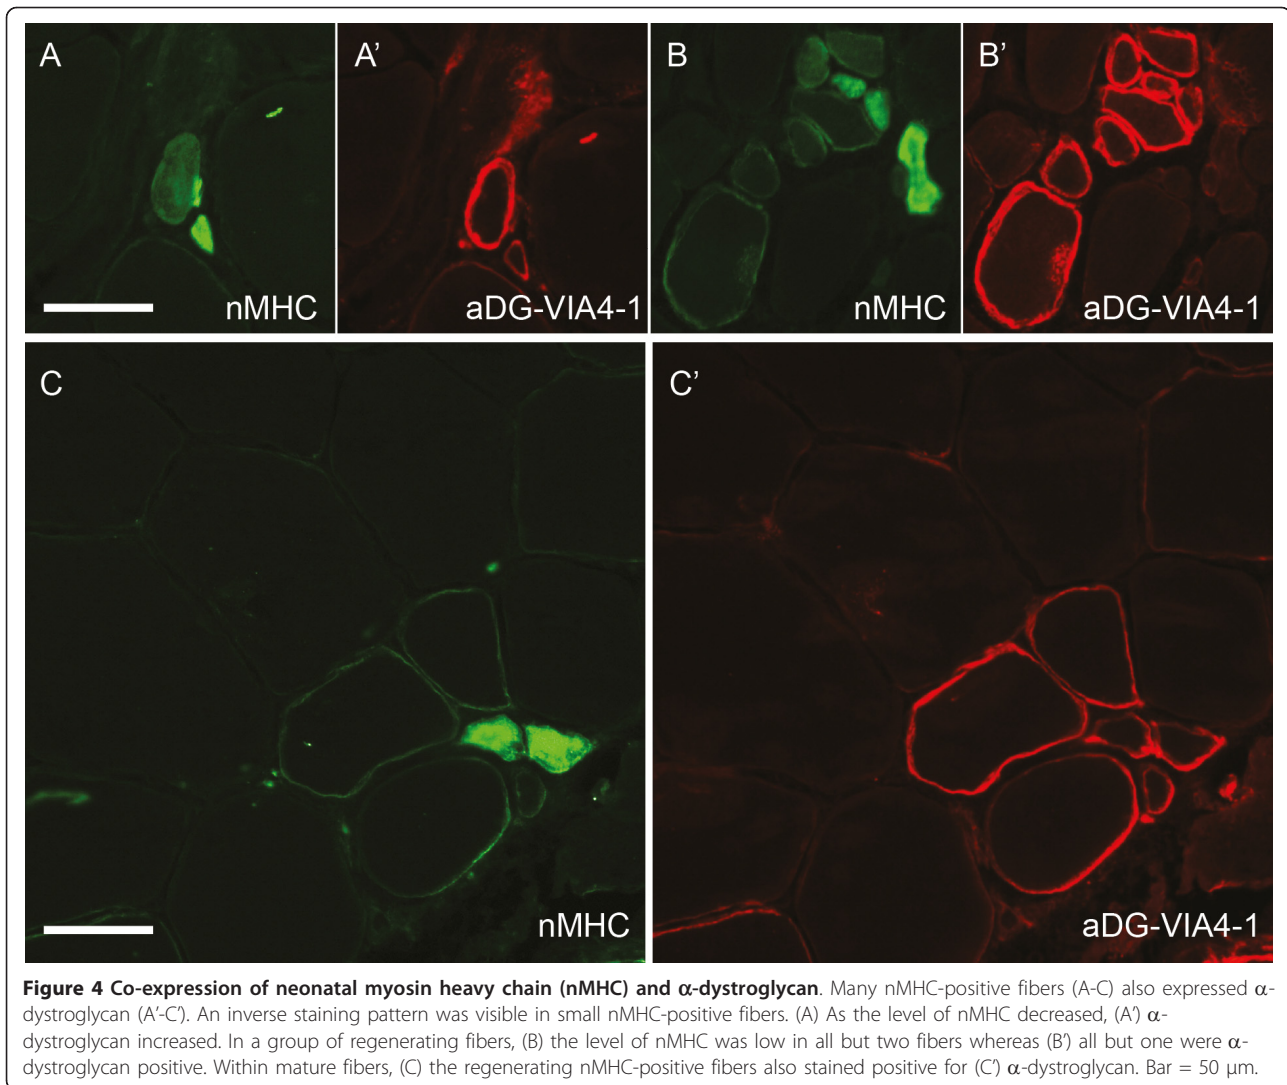 A
A’
B
B’
nMHC
aDG-VIA4-1
nMHC
aDG-VIA4-1
C
C’
nMHC
aDG-VIA4-1
Figure 4 Co-expression of neonatal myosin heavy chain (nMHC) and α-dystroglycan. Many nMHC-positive fibers (A-C) also expressed α-
dystroglycan (A’-C’). An inverse staining pattern was visible in small nMHC-positive fibers. (A) As the level of nMHC decreased, (A’) α-
dystroglycan increased. In a group of regenerating fibers, (B) the level of nMHC was low in all but two fibers whereas (B’) all but one were α-
dystroglycan positive. Within mature fibers, (C) the regenerating nMHC-positive fibers also stained positive for (C’) α-dystroglycan. Bar = 50 μm.